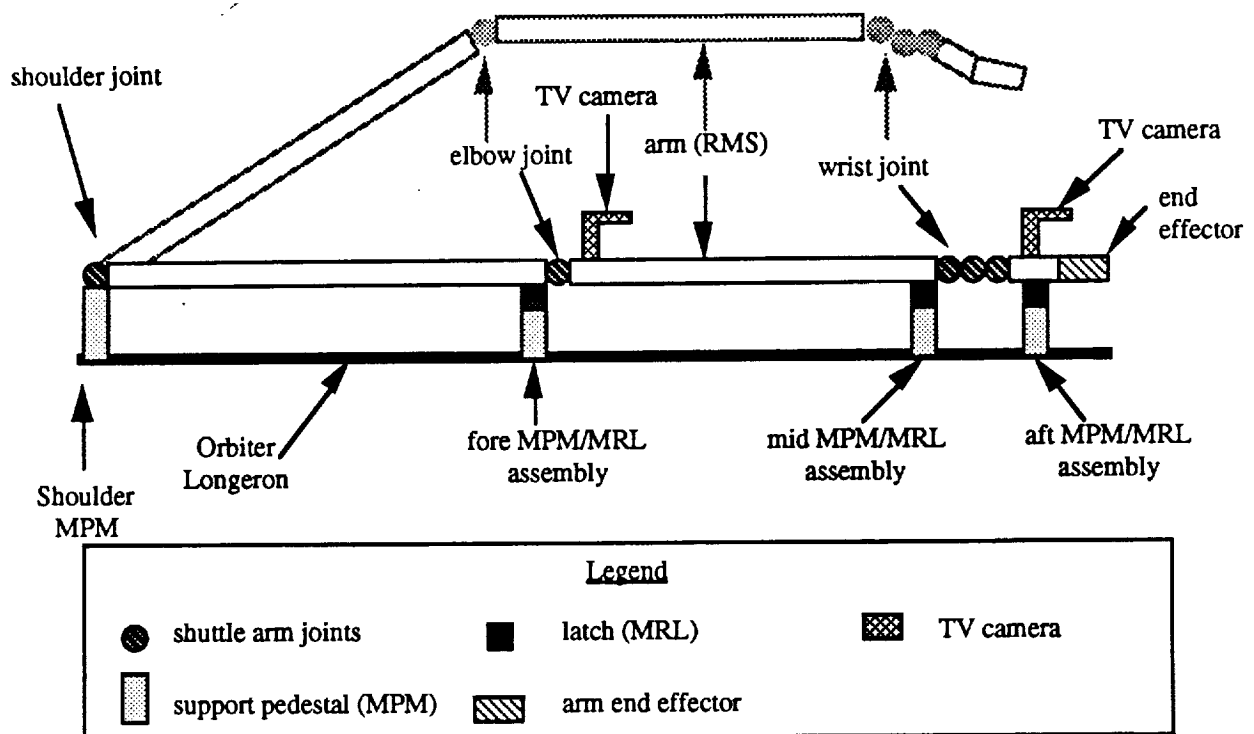 shoulder joint
TV camera
elbow joint
arm (RMS)
wrist joint
TV camera
end
effector
Orbiter
Longeron
fore MPM/MRL
assembly
mid MPM/MRL
assembly
aft MPM/MRL
assembly
Shoulder
MPM
Legend
shuttle arm joints
latch (MRL)
TV camera
support pedestal (MPM)
arm end effector